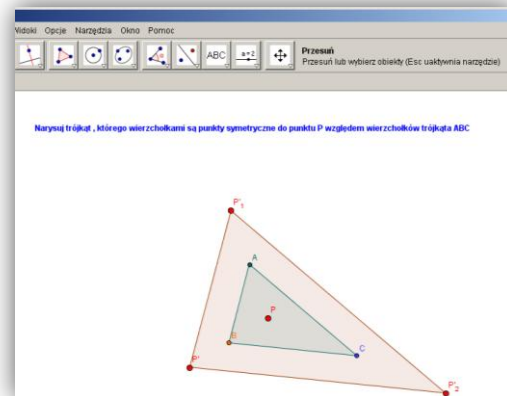 Widoki Opcje Narzędzia Okno Pomoc
ABC
a=2
Przesuń
Przesuń lub wybierz obiekty (Esc uaktywnia narzędzie)
Narysuj trójkąt , którego wierzchołkami są punkty symetryczne do punktu P względem wierzchołków trójkąta ABC
P'₁
A
P
B
C
P'
P'₂